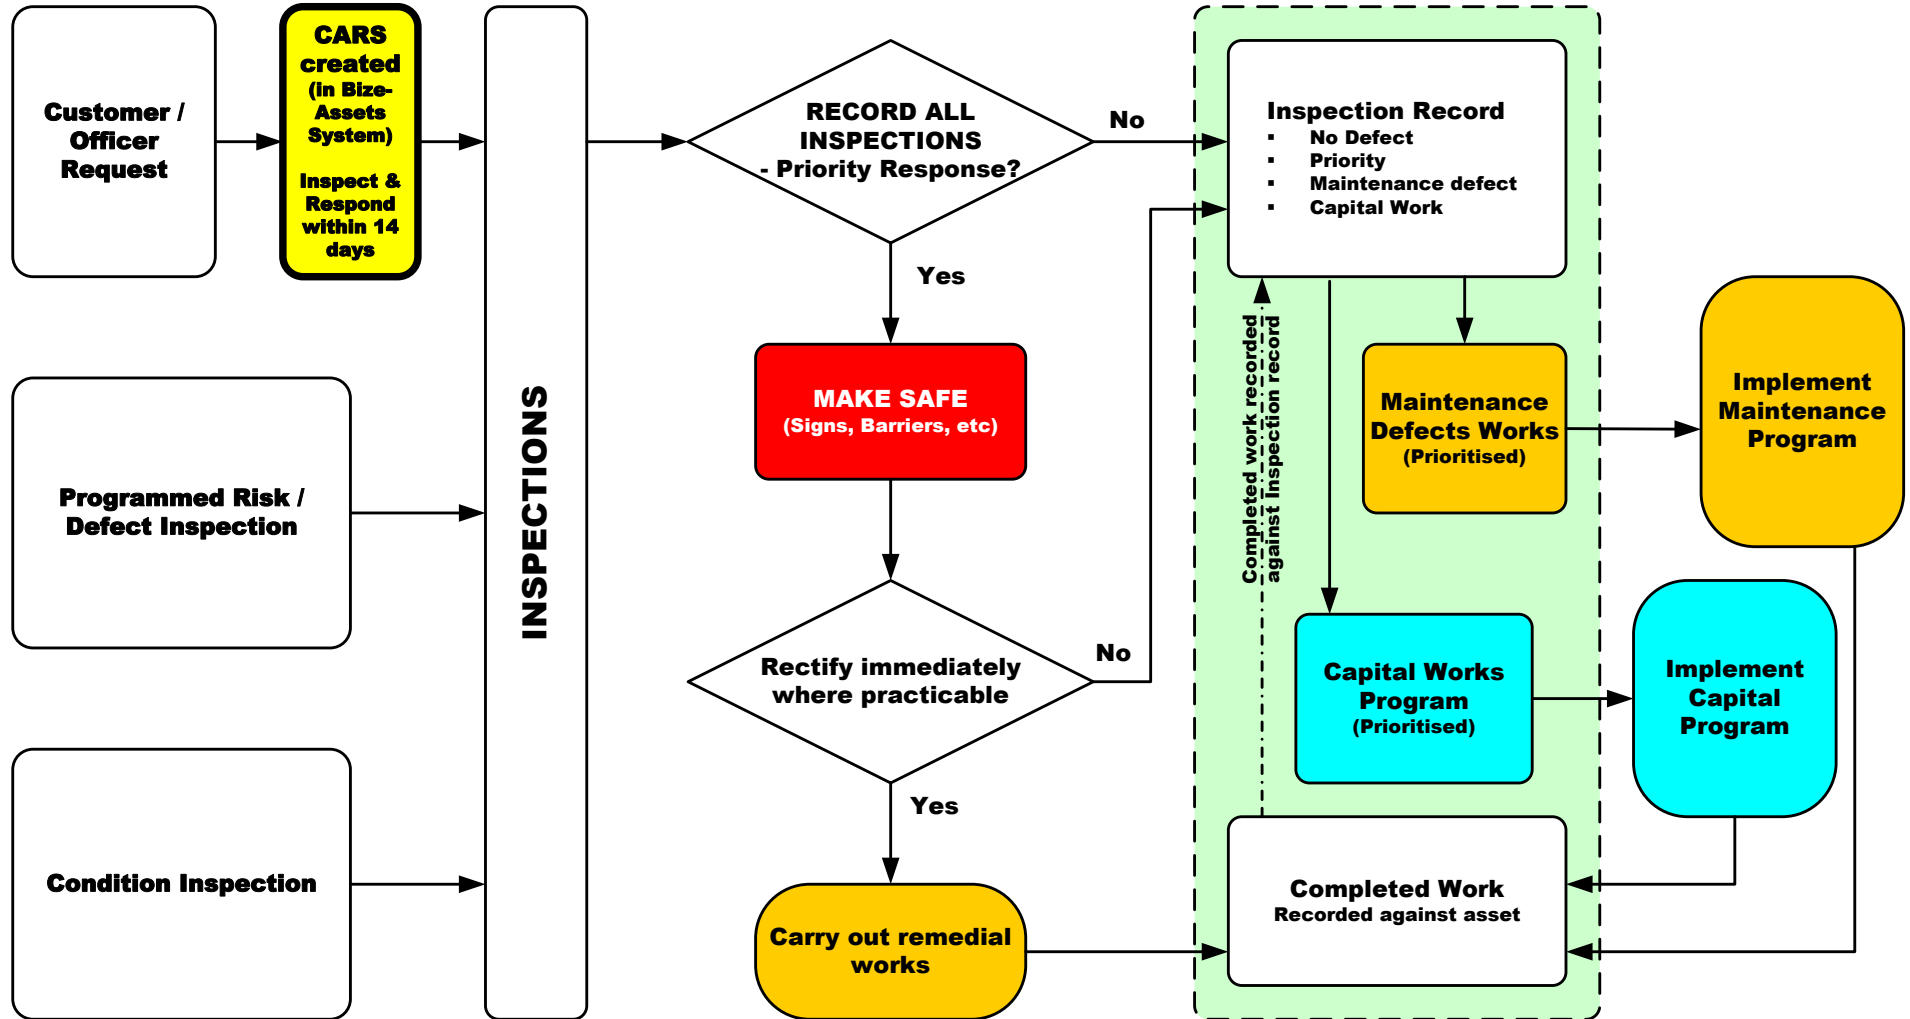 Customer /
Officer
Request
CARS
created
(in Bize-
Assets
System)
Inspect &
Respond
within 14
days
Programmed Risk /
Defect Inspection
Condition Inspection
INSPECTIONS
RECORD ALL
INSPECTIONS
- Priority Response?
No
Yes
MAKE SAFE
(Signs, Barriers, etc)
Rectify immediately
where practicable
No
Yes
Carry out remedial
works
Inspection Record
▪ No Defect
▪ Priority
▪ Maintenance defect
▪ Capital Work
Completed work recorded
against Inspection record
Maintenance
Defects Works
(Prioritised)
Capital Works
Program
(Prioritised)
Completed Work
Recorded against asset
Implement
Maintenance
Program
Implement
Capital
Program